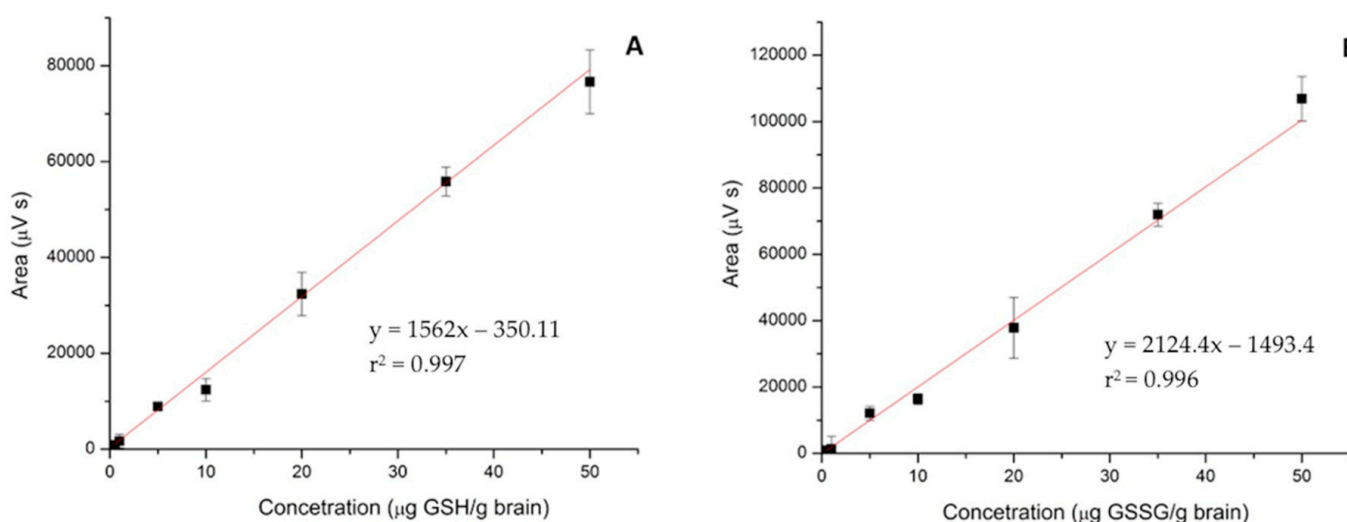 A
80000
60000
40000
20000
0
Area (μV s)
y = 1562x – 350.11
r² = 0.997
0 10 20 30 40 50
Concetration (μg GSH/g brain)
120000
100000
80000
60000
40000
20000
0
Area (μV s)
y = 2124.4x – 1493.4
r² = 0.996
0 10 20 30 40 50
Concetration (μg GSSG/g brain)